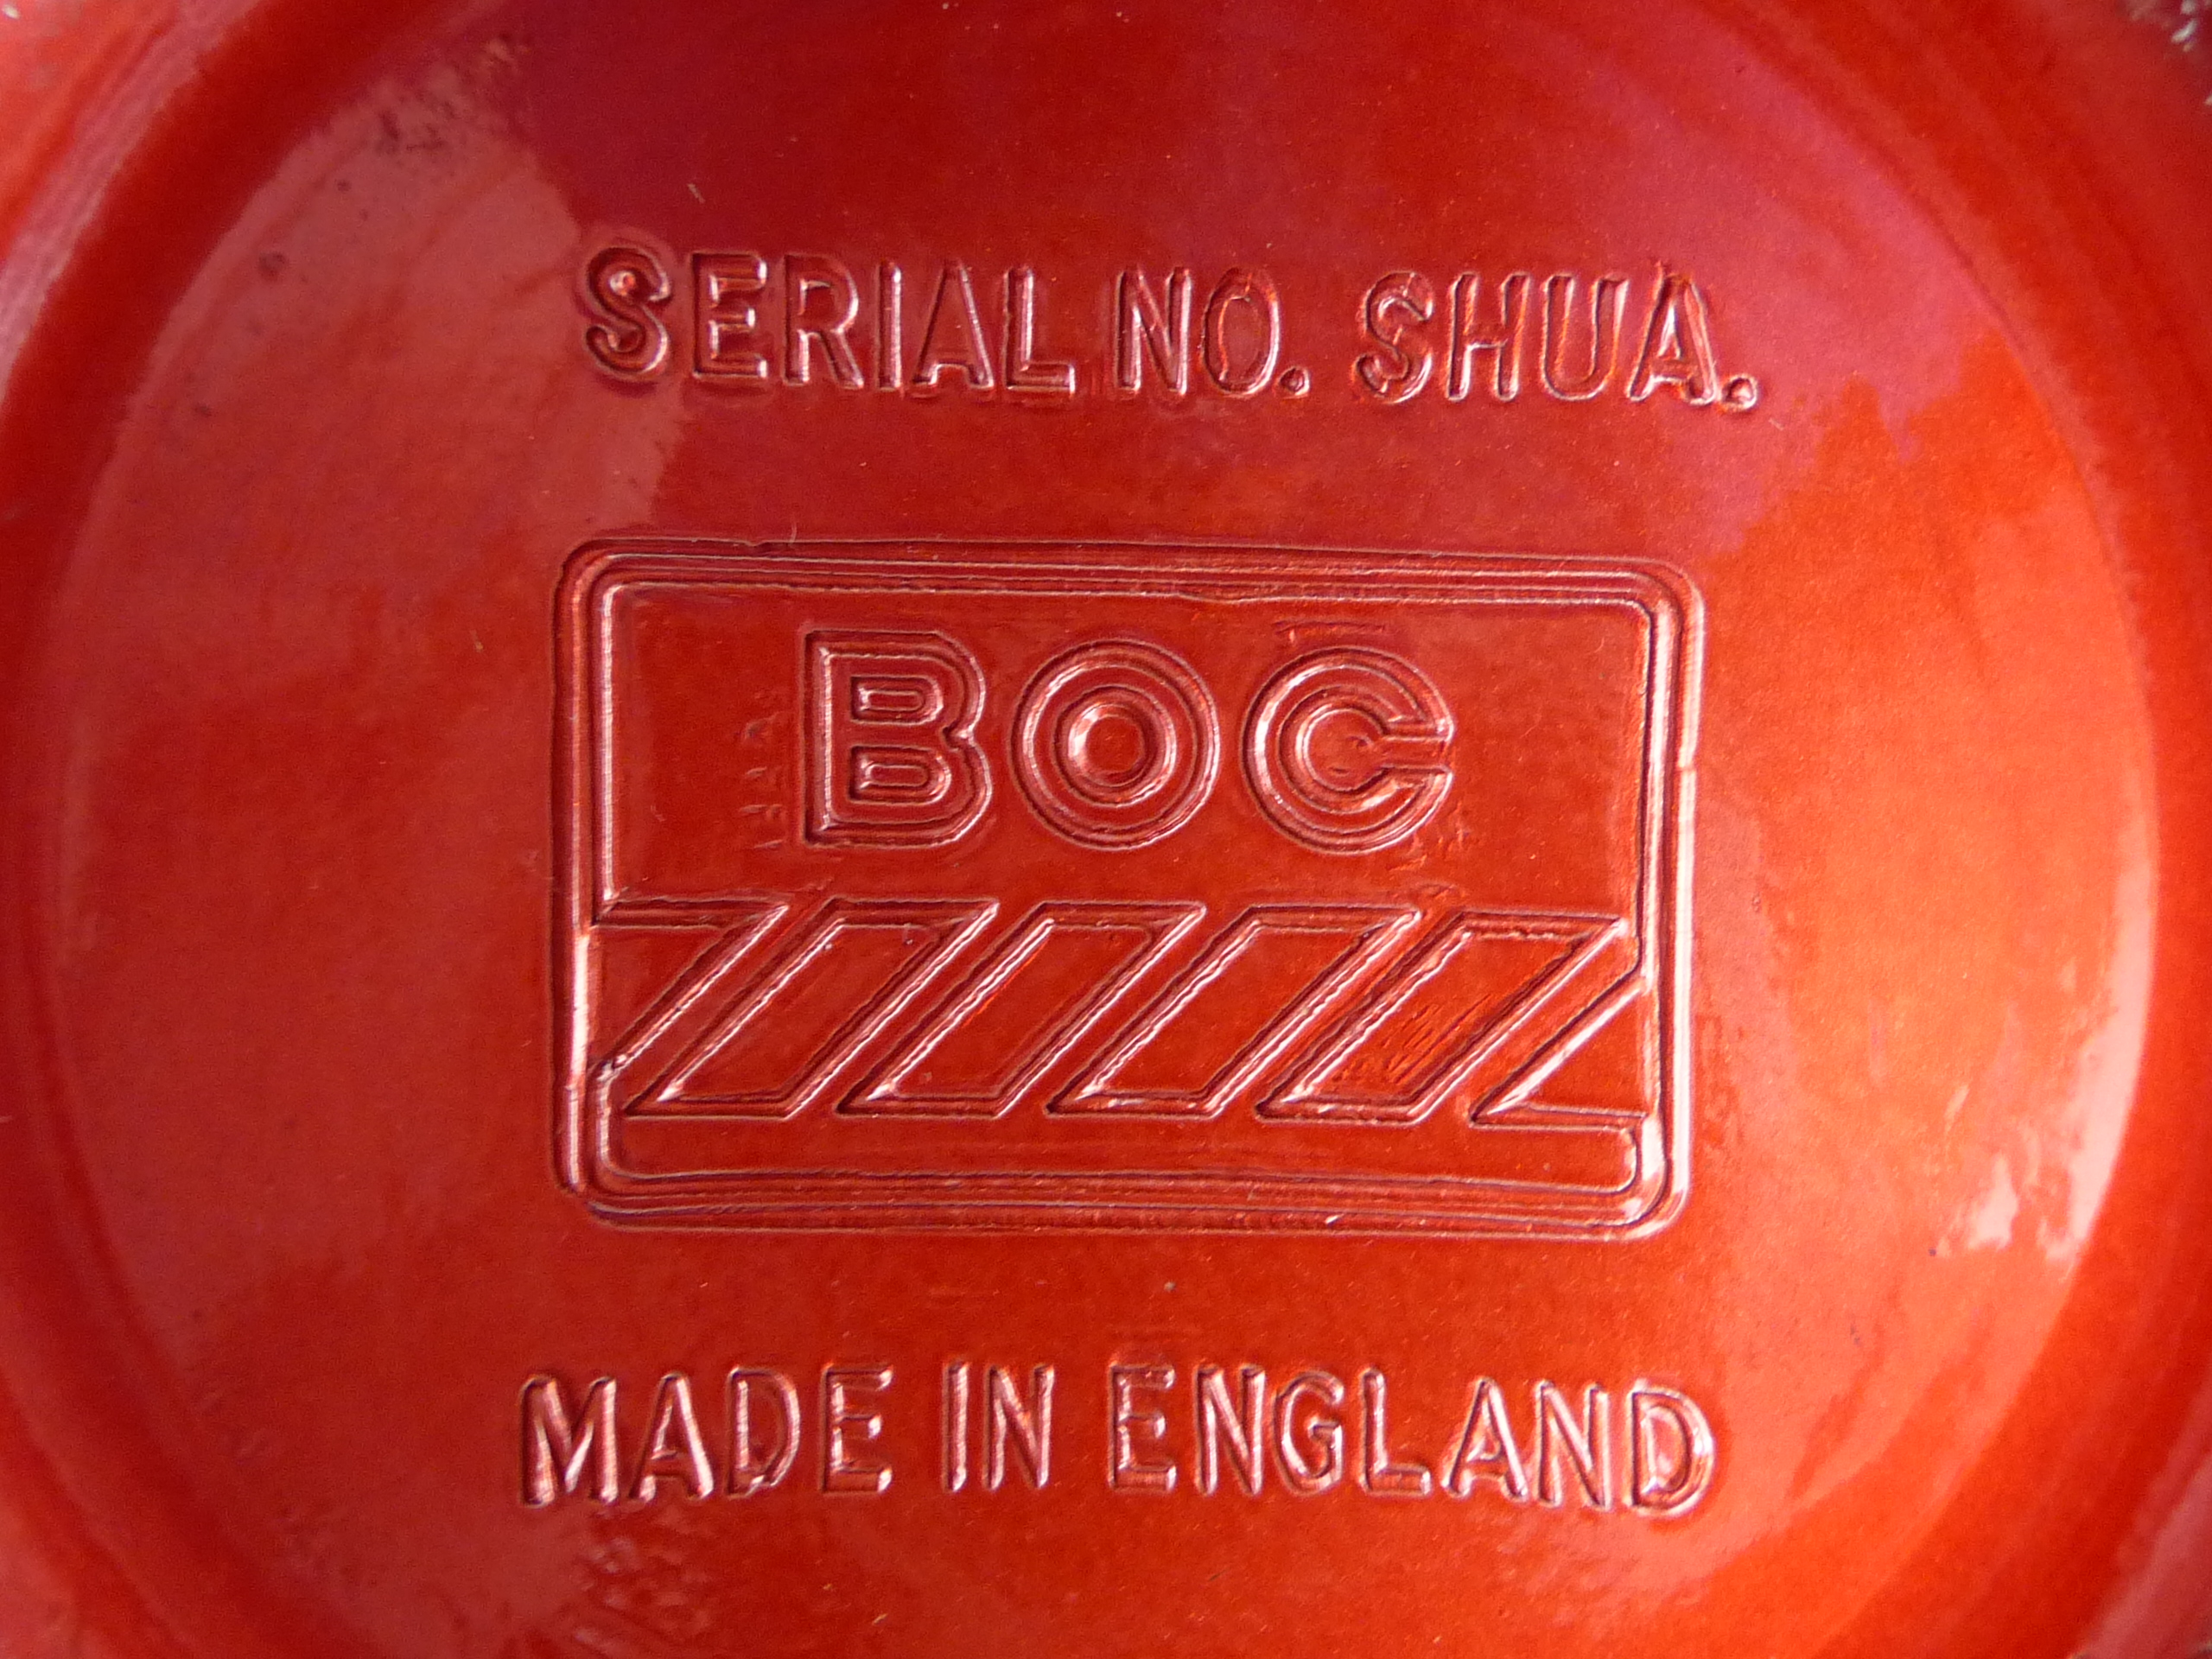 SERIAL NO. SHUA.
BOC
MADE IN ENGLAND